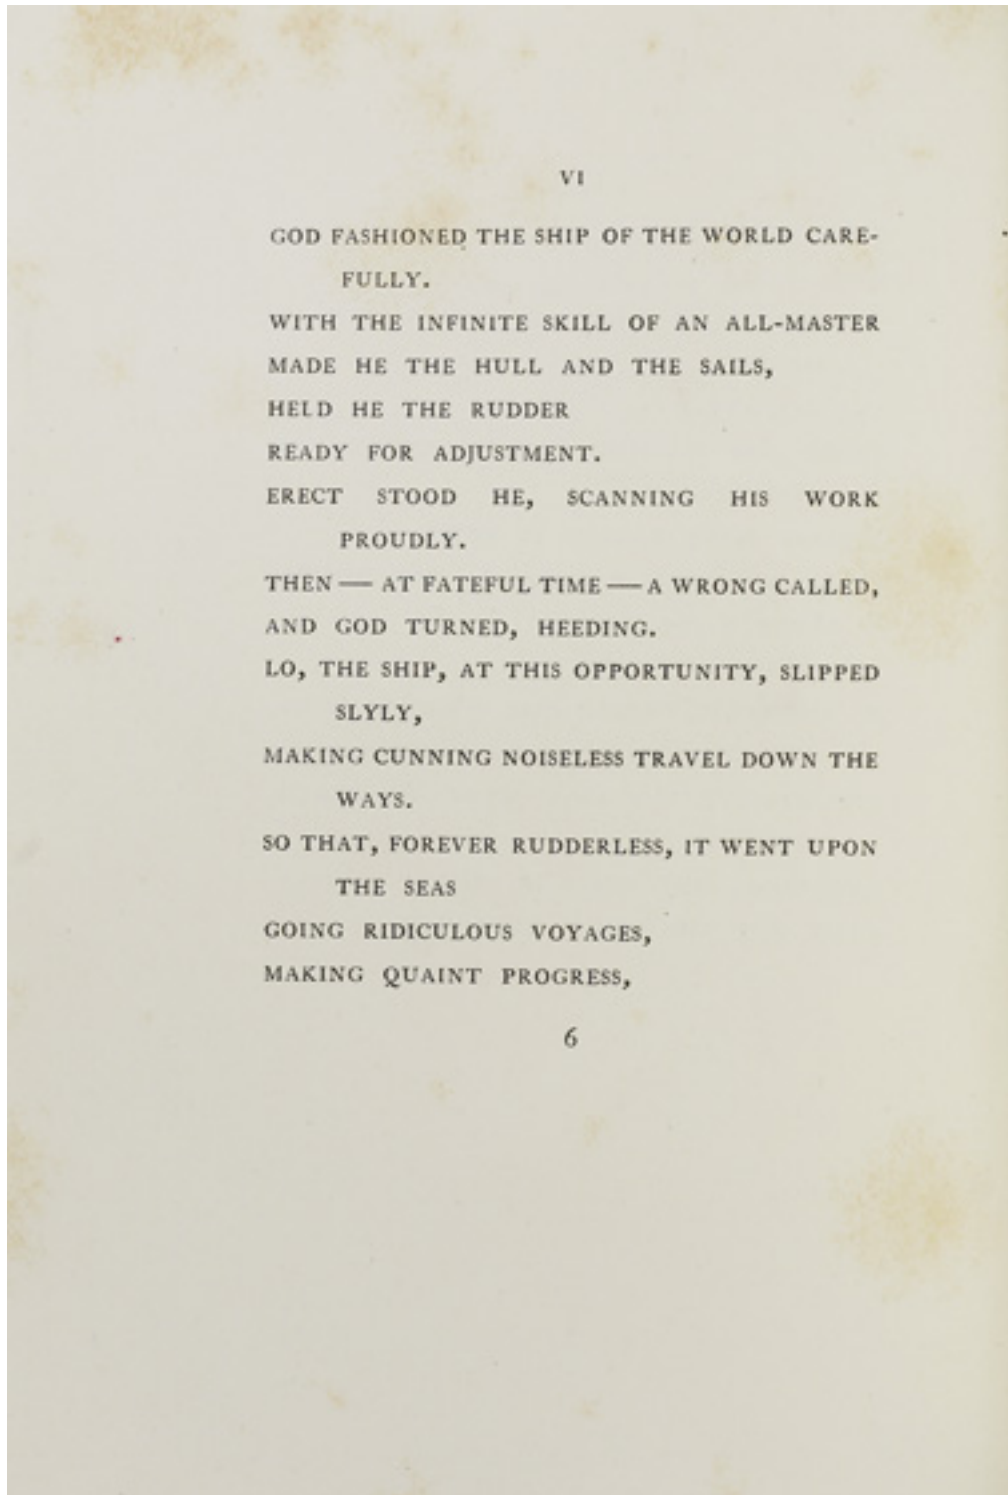 VI
GOD FASHIONED THE SHIP OF THE WORLD CARE-
FULLY.
WITH THE INFINITE SKILL OF AN ALL-MASTER
MADE HE THE HULL AND THE SAILS,
HELD HE THE RUDDER
READY FOR ADJUSTMENT.
ERECT STOOD HE, SCANNING HIS WORK
PROUDLY.
THEN — AT FATEFUL TIME — A WRONG CALLED,
AND GOD TURNED, HEEDING.
LO, THE SHIP, AT THIS OPPORTUNITY, SLIPPED
SLYLY,
MAKING CUNNING NOISELESS TRAVEL DOWN THE
WAYS.
SO THAT, FOREVER RUDDERLESS, IT WENT UPON
THE SEAS
GOING RIDICULOUS VOYAGES,
MAKING QUAINT PROGRESS,
6